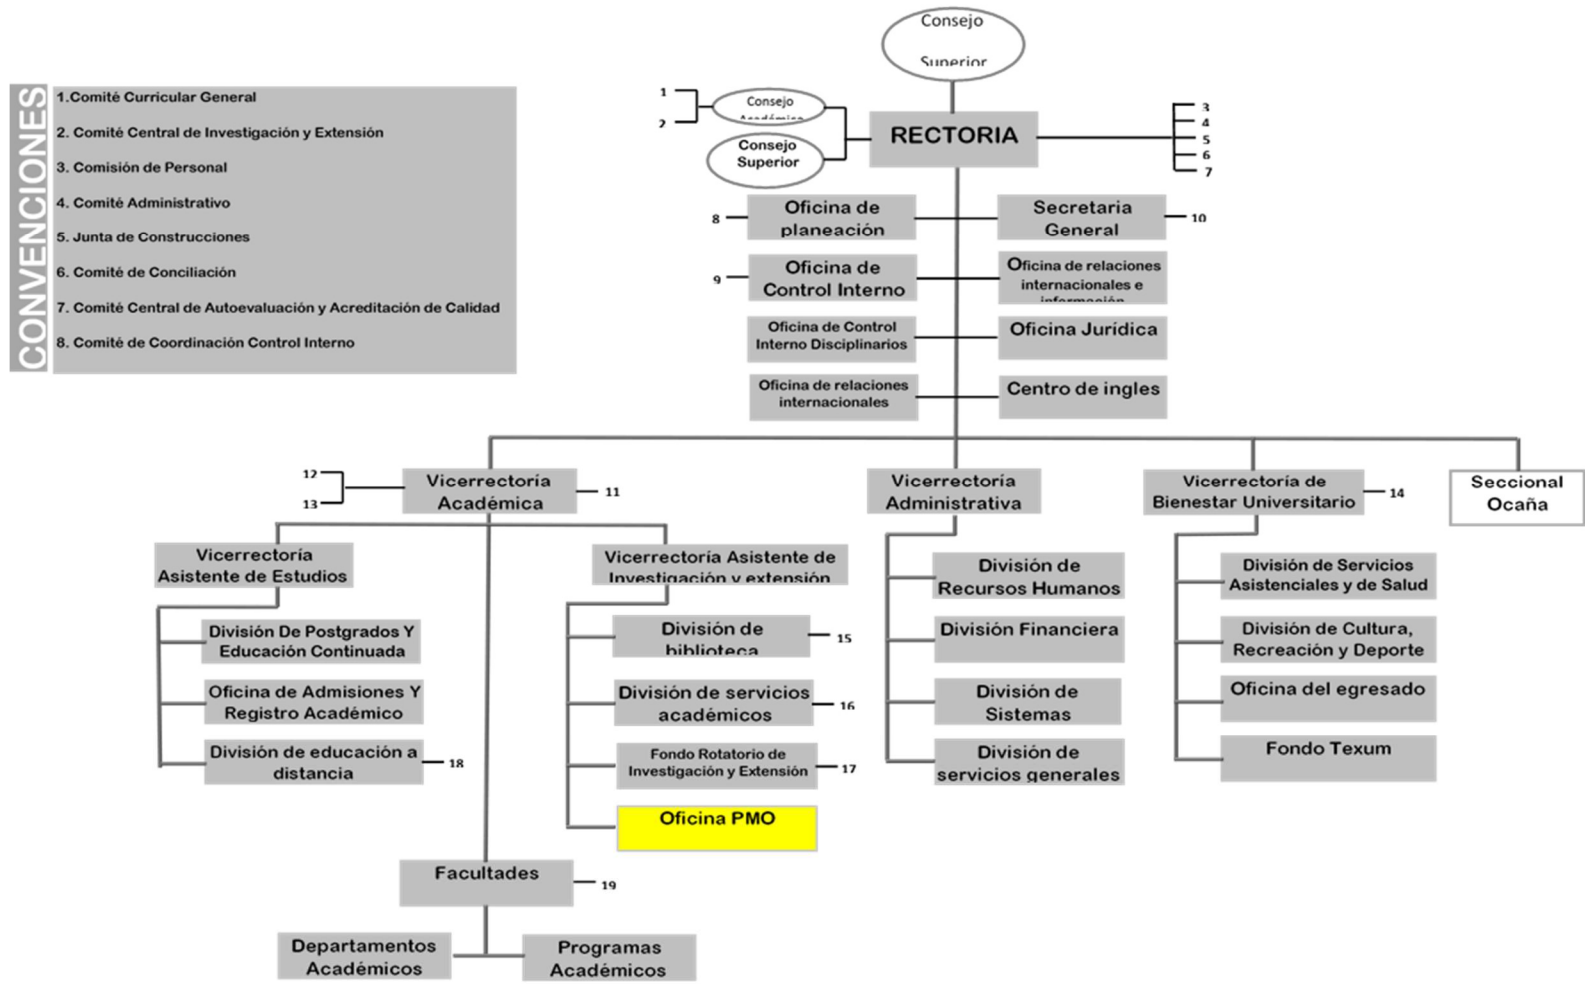 Consejo
Superior
CONVENCIONES
1.Comité Curricular General
2. Comité Central de Investigación y Extensión
3. Comisión de Personal
4. Comité Administrativo
5. Junta de Construcciones
6. Comité de Conciliación
7. Comité Central de Autoevaluación y Acreditación de Calidad
8. Comité de Coordinación Control Interno
1
2
Consejo
Académico
Consejo
Superior
RECTORIA
3
4
5
6
7
8
Oficina de
planeación
Secretaria
General
10
9
Oficina de
Control Interno
Oficina de relaciones
internacionales e
información
Oficina de Control
Interno Disciplinarios
Oficina Jurídica
Oficina de relaciones
internacionales
Centro de ingles
12
13
Vicerrectoría
Académica
11
Vicerrectoría
Administrativa
Vicerrectoría de
Bienestar Universitario
14
Seccional
Ocaña
Vicerrectoría
Asistente de Estudios
Vicerrectoría Asistente de
Investigación y extensión
División De Postgrados Y
Educación Continuada
Oficina de Admisiones Y
Registro Académico
División de educación a
distancia
18
División de
biblioteca
15
División de servicios
académicos
16
Fondo Rotatorio de
Investigación y Extensión
17
Oficina PMO
División de
Recursos Humanos
División Financiera
División de
Sistemas
División de
servicios generales
División de Servicios
Asistenciales y de Salud
División de Cultura,
Recreación y Deporte
Oficina del egresado
Fondo Texum
Facultades
19
Departamentos
Académicos
Programas
Académicos